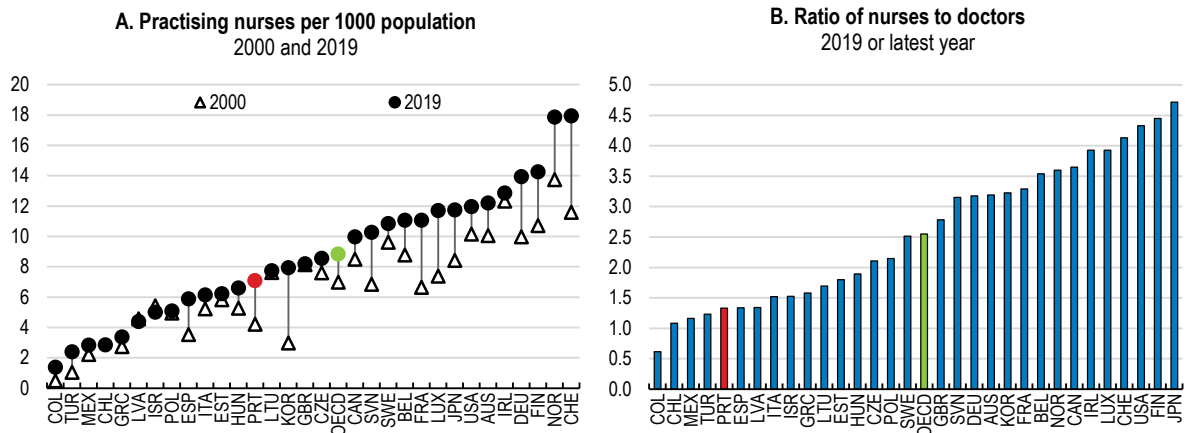 A. Practising nurses per 1000 population
2000 and 2019
20
18
16
14
12
10
8
6
4
2
0
2000
2019
COL
TUR
MEX
CHL
GRC
LVA
ISR
POL
ESP
ITA
EST
HUN
PRT
LTU
KOR
GBR
CZE
OECD
CAN
SVN
SWE
BEL
FRA
LUX
JPN
USA
AUS
IRL
DEU
FIN
NOR
CHE
B. Ratio of nurses to doctors
2019 or latest year
5.0
4.5
4.0
3.5
3.0
2.5
2.0
1.5
1.0
0.5
0.0
COL
CHL
MEX
TUR
PRT
ESP
LVA
ITA
ISR
GRC
LTU
EST
HUN
CZE
POL
SWE
OECD
GBR
SVN
DEU
AUS
KOR
FRA
BEL
NOR
CAN
IRL
LUX
CHE
USA
FIN
JPN